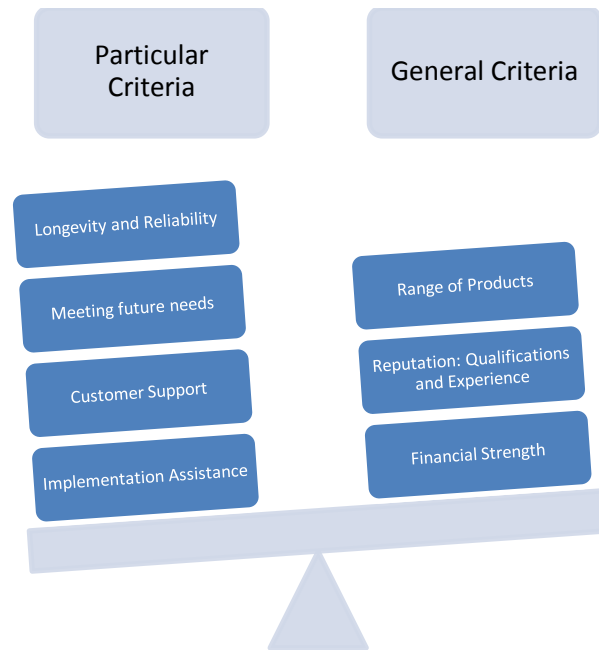 Particular
Criteria
General Criteria
Longevity and Reliability
Meeting future needs
Customer Support
Implementation Assistance
Range of Products
Reputation: Qualifications
and Experience
Financial Strength